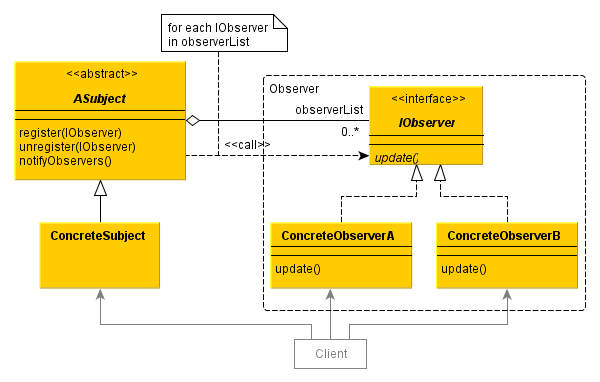 for each IObserver
in observerList
<<abstract>>
ASubject
register(IObserver)
unregister(IObserver)
notifyObservers()
Observer
observerList
0..*
<<call>>
<<interface>>
IObserver
update()
ConcreteSubject
ConcreteObserverA
update()
ConcreteObserverB
update()
Client